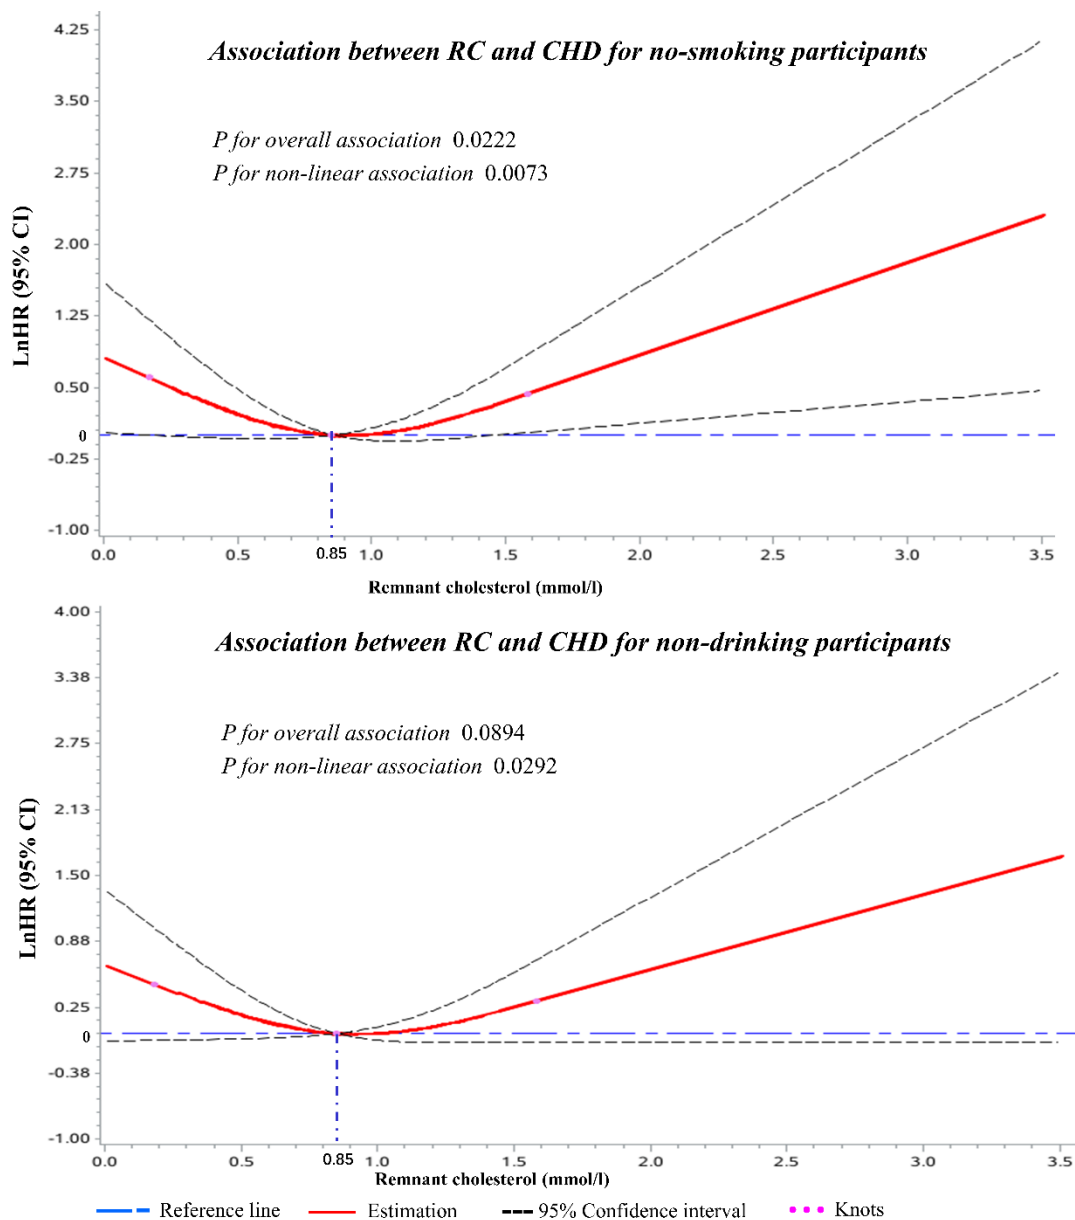 Association between RC and CHD for no-smoking participants
P for overall association 0.0222
P for non-linear association 0.0073
LnHR (95% CI)
4.25
3.50
2.75
2.00
1.25
0.50
0
-0.25
-1.00
0.0 0.5 0.85 1.0 1.5 2.0 2.5 3.0 3.5
Remnant cholesterol (mmol/l)
Association between RC and CHD for non-drinking participants
P for overall association 0.0894
P for non-linear association 0.0292
LnHR (95% CI)
4.00
3.38
2.75
2.13
1.50
0.88
0.25
0
-0.38
-1.00
0.0 0.5 0.85 1.0 1.5 2.0 2.5 3.0 3.5
Remnant cholesterol (mmol/l)
Reference line Estimation 95% Confidence interval Knots